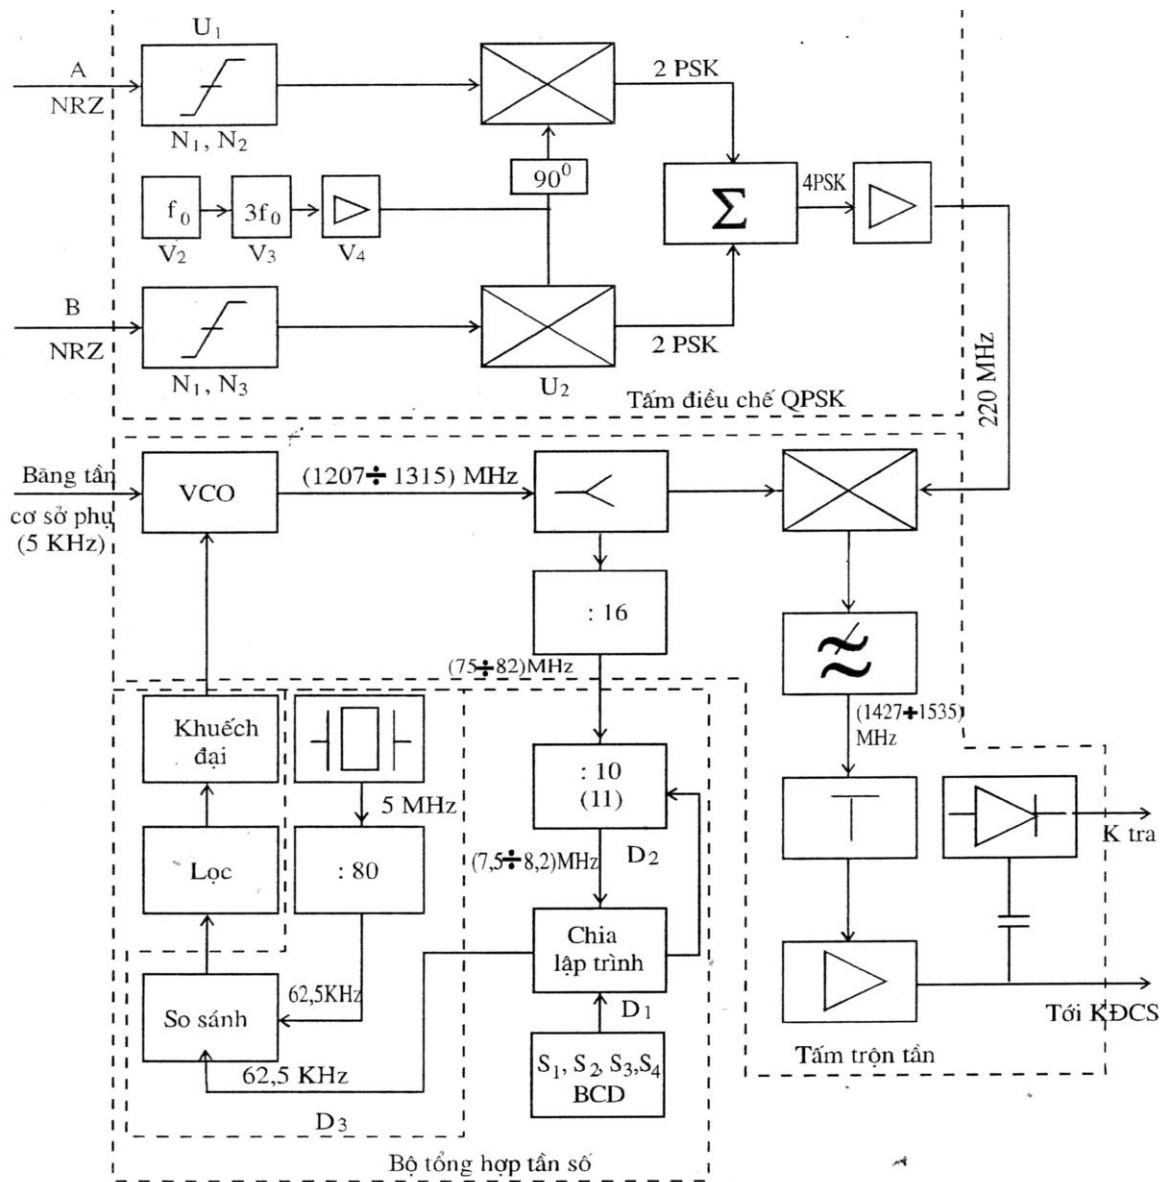 U₁
A
NRZ
N₁, N₂
2 PSK
90⁰
f₀
3f₀
V₂
V₃
V₄
Σ
4PSK
B
NRZ
N₁, N₃
2 PSK
U₂
Tấm điều chế QPSK
220 MHz
Băng tần
cơ sở phụ
(5 KHz)
VCO
(1207÷1315) MHz
: 16
(75÷82)MHz
(1427÷1535)
MHz
Khuếch
đại
5 MHz
: 10
(11)
D₂
(7,5÷8,2)MHz
K tra
Lọc
: 80
Chia
lập trình
D₁
So sánh
62,5KHz
62,5 KHz
S₁, S₂, S₃,S₄
BCD
Tới KĐCS
Tấm trộn tần
D₃
Bộ tổng hợp tần số